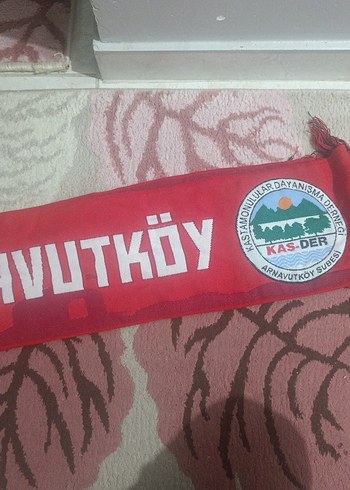 AVUTKÖY
KASTAMONULULAR DAYANIŞMA DERNEĞİ
KAS-DER
ARNAVUTKÖY ŞUBESİ